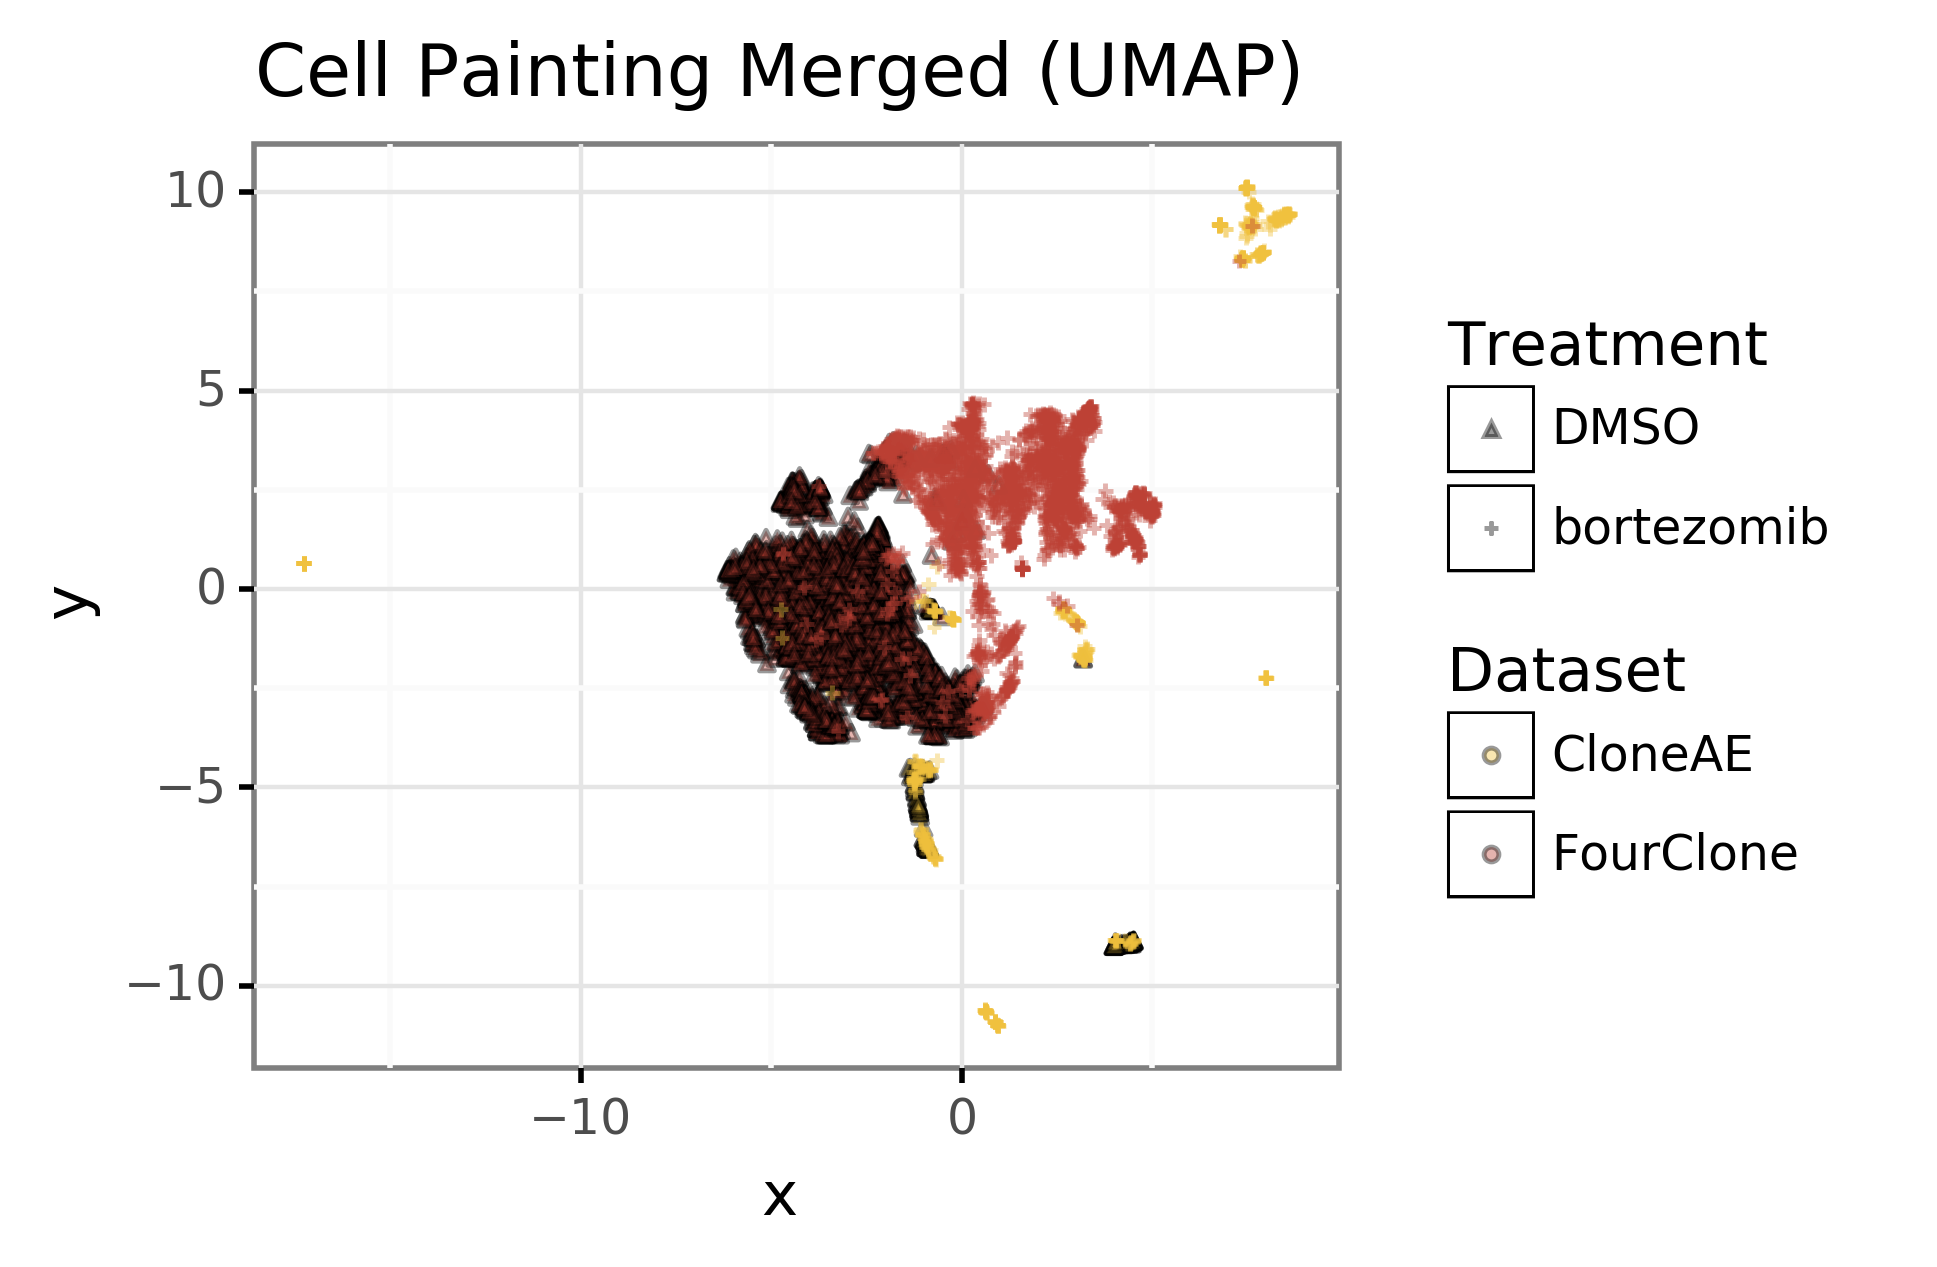 Cell Painting Merged (UMAP)
10
5
0
−5
−10
y
−10
0
x
Treatment
DMSO
bortezomib
Dataset
CloneAE
FourClone